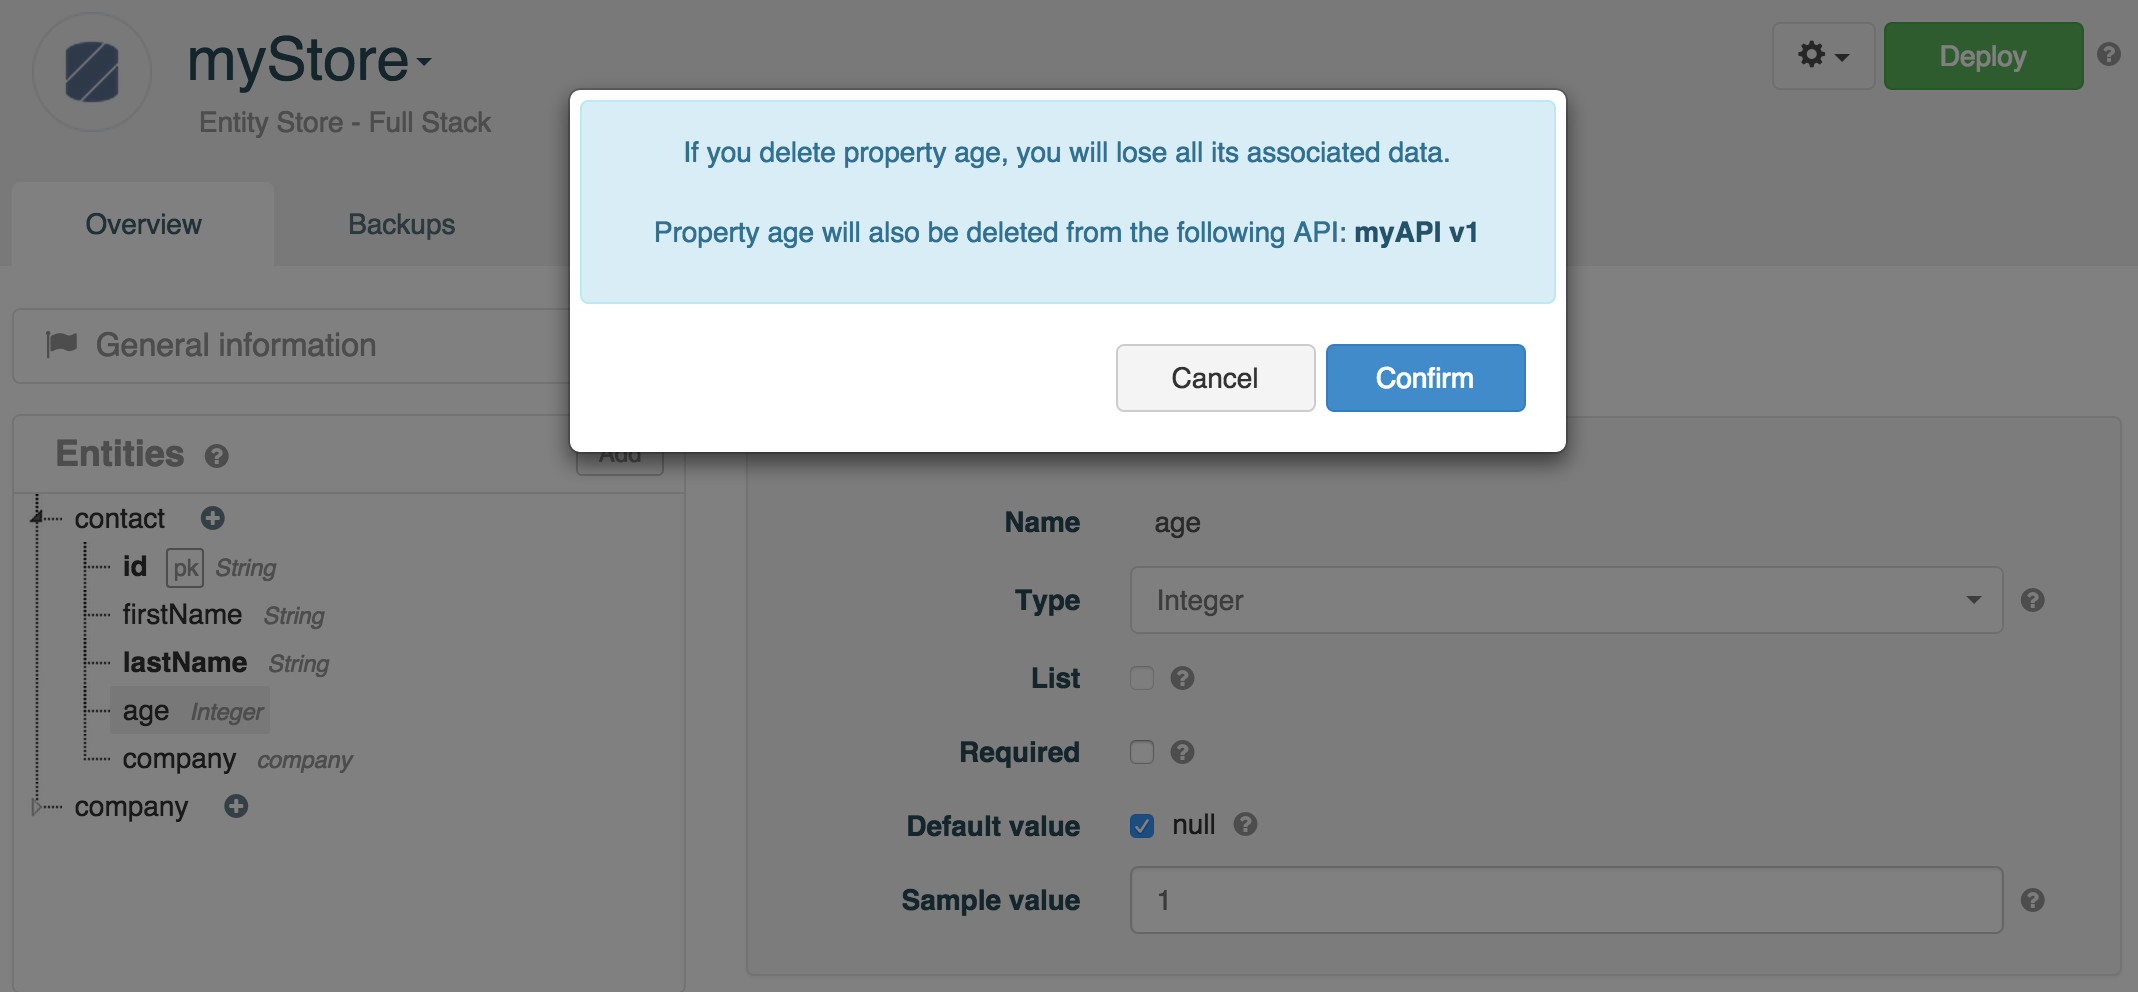 myStore
Entity Store - Full Stack
Deploy
Overview
Backups
If you delete property age, you will lose all its associated data.
Property age will also be deleted from the following API: myAPI v1
Cancel
Confirm
General information
Entities
Add
contact
id pk String
firstName String
lastName String
age Integer
company company
company
Name age
Type Integer
List
Required
Default value null
Sample value 1